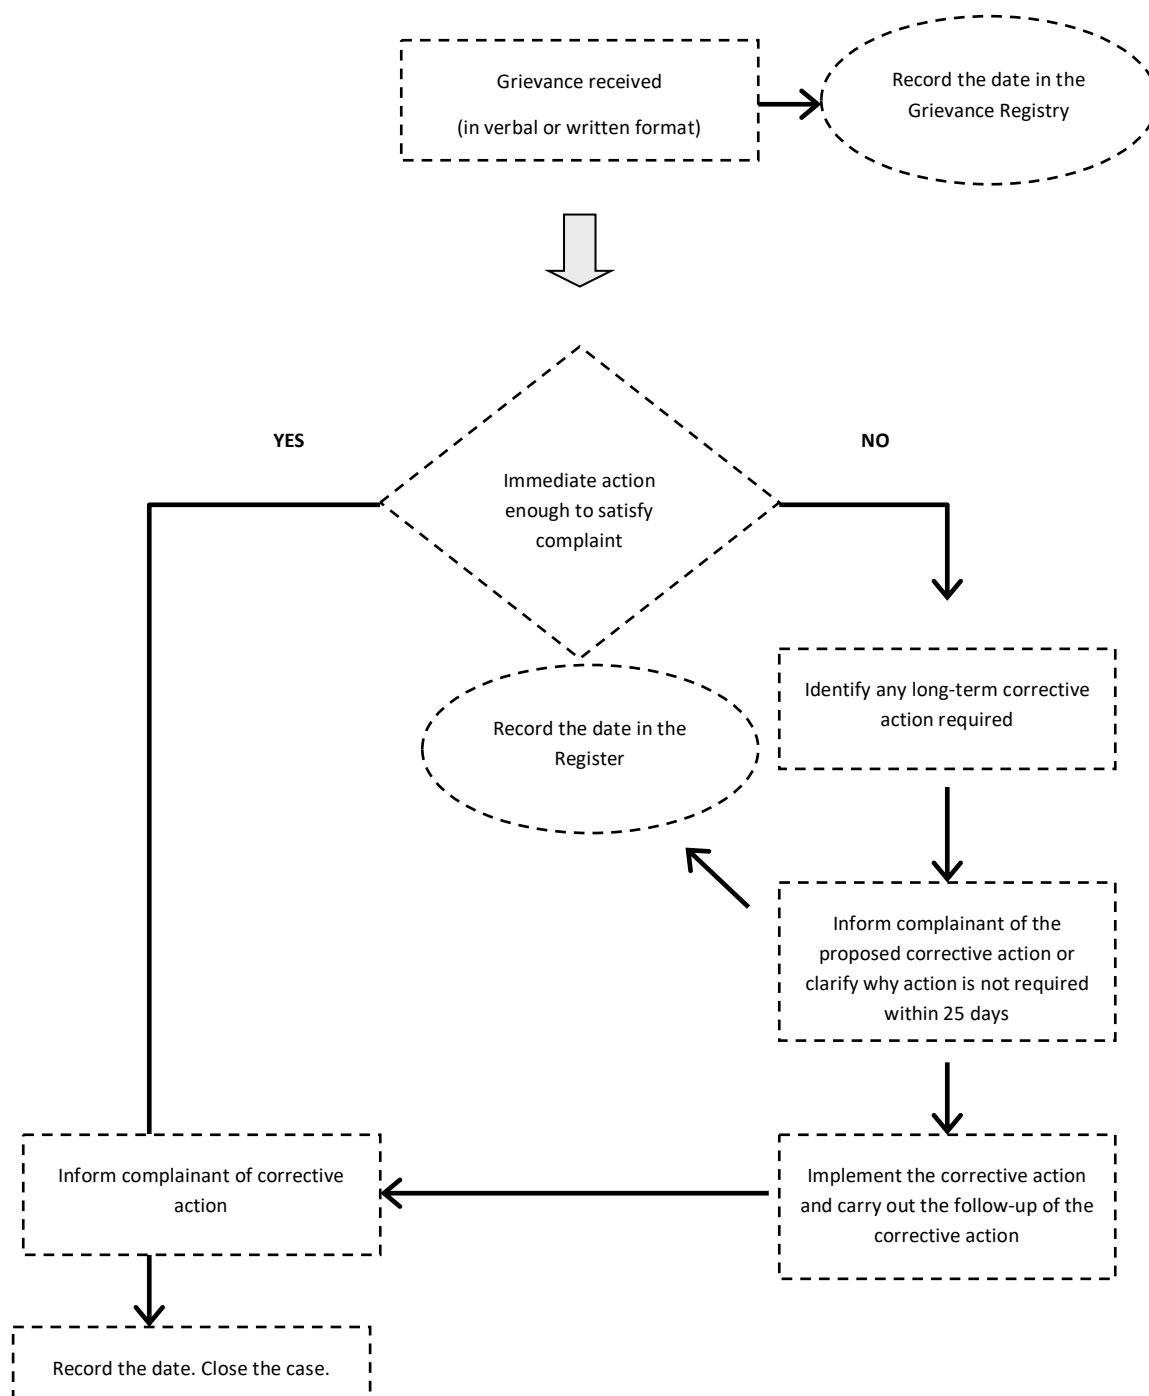 Grievance received
(in verbal or written format)
Record the date in the
Grievance Registry
YES
NO
Immediate action
enough to satisfy
complaint
Identify any long-term corrective
action required
Record the date in the
Register
Inform complainant of the
proposed corrective action or
clarify why action is not required
within 25 days
Inform complainant of corrective
action
Implement the corrective action
and carry out the follow-up of the
corrective action
Record the date. Close the case.